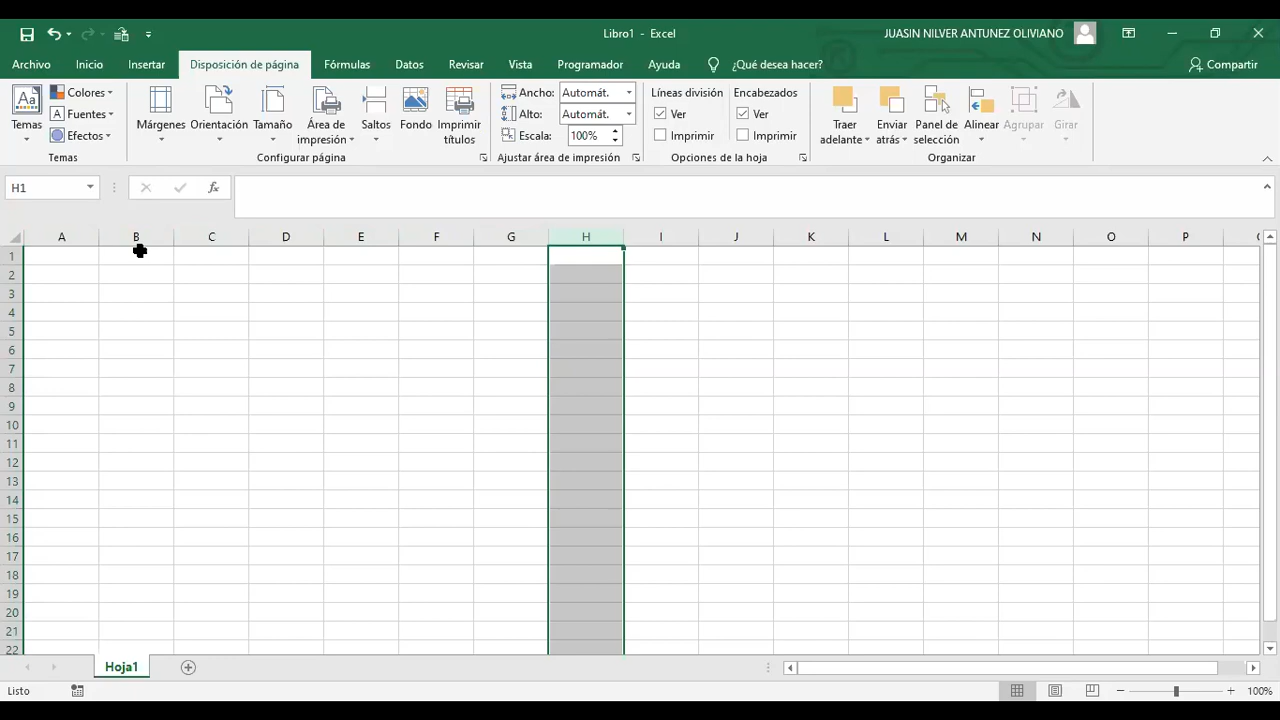 Libro1 - Excel
JUASIN NILVER ANTUNEZ OLIVIANO
Archivo Inicio Insertar Disposición de página Fórmulas Datos Revisar Vista Programador Ayuda ¿Qué desea hacer? Compartir
Aa Colores Ancho: Automát. Líneas división Encabezados
Temas Fuentes Márgenes Orientación Tamaño Área de impresión Saltos Fondo Imprimir títulos Alto: Automát. Ver Ver Traer adelante Enviar atrás Panel de selección Alinear Agrupar Girar
Efectos Escala: 100% Imprimir Imprimir
Temas Configurar página Ajustar área de impresión Opciones de la hoja Organizar
H1 fx
A B C D E F G H I J K L M N O P
1
2
3
4
5
6
7
8
9
10
11
12
13
14
15
16
17
18
19
20
21
22
Hoja1
Listo 100%